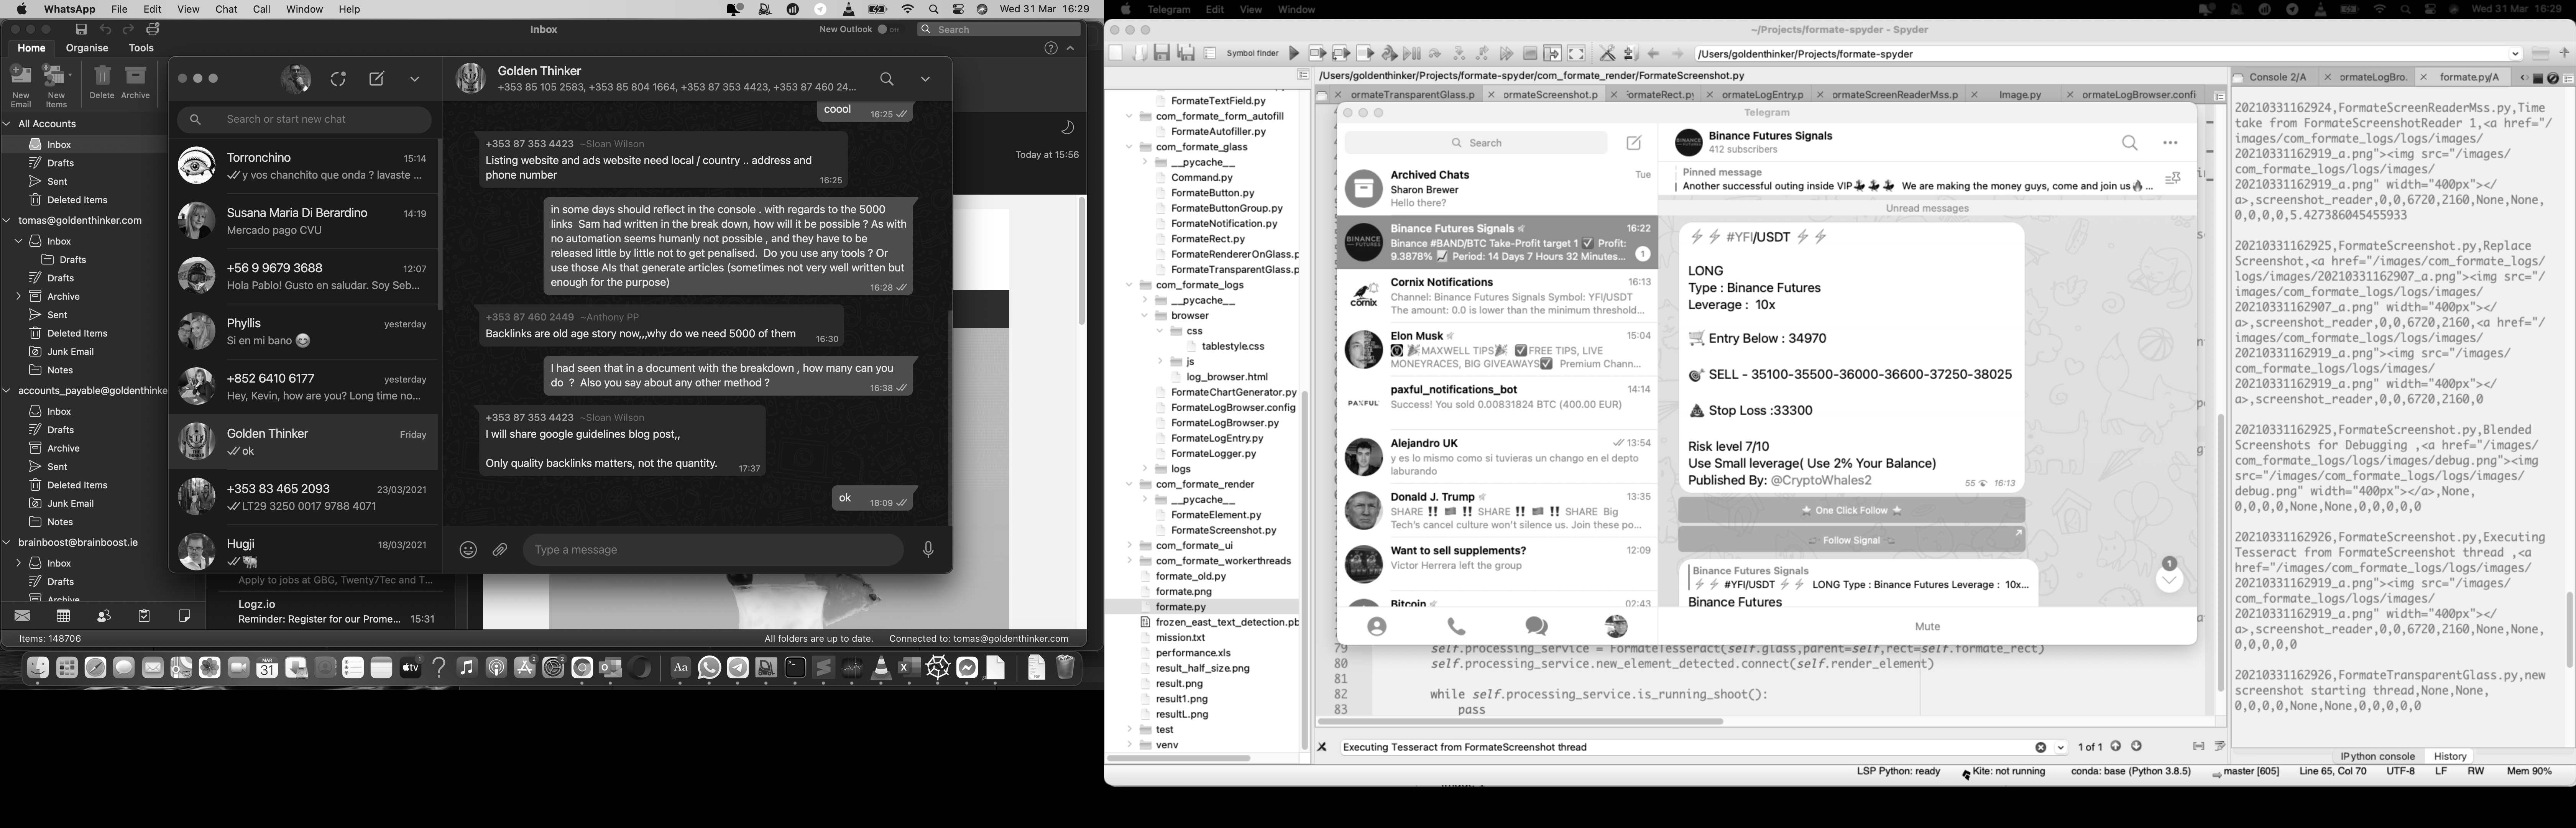 WhatsApp File Edit View Chat Call Window Help
Wed 31 Mar 16:29
Inbox
New Outlook
Search
Home Organise Tools
New Email
New Items
Delete
Archive
All Accounts
Inbox
Drafts
Sent
Deleted Items
tomas@goldenthinker.com
Inbox
Drafts
Drafts
Archive
Sent
Deleted Items
Junk Email
Notes
accounts_payable@goldenthinke
Inbox
Drafts
Archive
Sent
Deleted Items
Junk Email
Notes
brainboost@brainboost.ie
Inbox
Drafts
Archive
Search or start new chat
Torronchino 15:14
y vos chanchito que onda ? lavaste ...
Susana Maria Di Berardino 14:19
Mercado pago CVU
+56 9 9679 3688 12:07
Hola Pablo! Gusto en saludar. Soy Seb...
Phyllis yesterday
Si en mi bano
+852 6410 6177 yesterday
Hey, Kevin, how are you? Long time no...
Golden Thinker Friday
ok
+353 83 465 2093 23/03/2021
LT29 3250 0017 9788 4071
Hugji 18/03/2021
Apply to jobs at GBG, Twenty7Tec and T...
Logz.io
Reminder: Register for our Prome... 15:31
Golden Thinker
+353 85 105 2583, +353 85 804 1664, +353 87 353 4423, +353 87 460 24...
coool
16:25
+353 87 353 4423 ~Sloan Wilson
Listing website and ads website need local / country .. address and
phone number
16:25
in some days should reflect in the console . with regards to the 5000
links Sam had written in the break down, how will it be possible ? As with
no automation seems humanly not possible , and they have to be
released little by little not to get penalised. Do you use any tools ? Or
use those AIs that generate articles (sometimes not very well written but
enough for the purpose)
16:28
+353 87 460 2449 ~Anthony PP
Backlinks are old age story now,,,why do we need 5000 of them
16:30
I had seen that in a document with the breakdown , how many can you
do ? Also you say about any other method ?
16:38
+353 87 353 4423 ~Sloan Wilson
I will share google guidelines blog post,,
Only quality backlinks matters, not the quantity.
17:37
ok
18:09
Type a message
Today at 15:56
Items: 148706
All folders are up to date. Connected to: tomas@goldenthinker.com
Telegram Edit View Window
Wed 31 Mar 16:29
~/Projects/formate-spyder - Spyder
Symbol finder
/Users/goldenthinker/Projects/formate-spyder
/Users/goldenthinker/Projects/formate-spyder/com_formate_render/FormateScreenshot.py
FormateTextField.py
com_formate_form_autofill
FormateAutofiller.py
com_formate_glass
__pycache__
Command.py
FormateButton.py
FormateButtonGroup.py
FormateNotification.py
FormateRect.py
FormateRendererOnGlass.p
FormateTransparentGlass.p
com_formate_logs
__pycache__
browser
css
tablestyle.css
js
log_browser.html
FormateChartGenerator.py
FormateLogBrowser.config
FormateLogBrowser.py
FormateLogEntry.py
FormateLogger.py
logs
com_formate_render
__pycache__
FormateElement.py
FormateScreenshot.py
com_formate_ui
com_formate_workerthreads
formate_old.py
formate.png
formate.py
frozen_east_text_detection.pb
mission.txt
performance.xls
result_half_size.png
result.png
result1.png
resultL.png
test
venv
ormateTransparentGlass.p
ormateScreenshot.p
ormateRect.py
ormateLogEntry.p
ormateScreenReaderMss.p
Image.py
ormateLogBrowser.confi
Telegram
Search
Archived Chats Tue
Sharon Brewer
Hello there?
Binance Futures Signals 16:22
Binance #BAND/BTC Take-Profit target 1 Profit:
9.3878% Period: 14 Days 7 Hours 32 Minutes... 1
Cornix Notifications 16:13
Channel: Binance Futures Signals Symbol: YFI/USDT
The amount: 0.0 is lower than the minimum threshold...
Elon Musk 15:04
MAXWELL TIPS FREE TIPS, LIVE
MONEYRACES, BIG GIVEAWAYS Premium Chann...
paxful_notifications_bot 14:14
Success! You sold 0.00831824 BTC (400.00 EUR)
Alejandro UK 13:54
y es lo mismo como si tuvieras un chango en el depto
laburando
Donald J. Trump 13:35
SHARE !! SHARE !! SHARE Big
Tech's cancel culture won't silence us. Join these po...
Want to sell supplements? 12:09
Victor Herrera left the group
Bitcoin 02:43
Binance Futures Signals
412 subscribers
Pinned message
Another successful outing inside VIP We are making the money guys, come and join us ...
Unread messages
#YFI/USDT
LONG
Type : Binance Futures
Leverage : 10x
Entry Below : 34970
SELL - 35100-35500-36000-36600-37250-38025
Stop Loss :33300
Risk level 7/10
Use Small leverage( Use 2% Your Balance)
Published By: @CryptoWhales2
55 16:13
One Click Follow
Follow Signal
Binance Futures Signals
#YFI/USDT LONG Type : Binance Futures Leverage : 10x...
Binance Futures
1
Mute
79 self.processing_service = FormateTesseract(self.glass,parent=self,rect=self.formate_rect)
80 self.processing_service.new_element_detected.connect(self.render_element)
81
82 while self.processing_service.is_running_shoot():
83 pass
Executing Tesseract from FormateScreenshot thread
1 of 1
Console 2/A
ormateLogBro.
formate.py/A
20210331162924,FormateScreenReaderMss.py,Time
take from FormateScreenshotReader 1,<a href="/
images/com_formate_logs/logs/images/
20210331162919_a.png"><img src="/images/
com_formate_logs/logs/images/
20210331162919_a.png" width="400px"></
a>,screenshot_reader,0,0,6720,2160,None,None,
0,0,0,0,5.427386045455933
20210331162925,FormateScreenshot.py,Replace
Screenshot,<a href="/images/com_formate_logs/
logs/images/20210331162907_a.png"><img src="/
images/com_formate_logs/logs/images/
20210331162907_a.png" width="400px"></
a>,screenshot_reader,0,0,6720,2160,<a href="/
images/com_formate_logs/logs/images/
20210331162919_a.png"><img src="/images/
com_formate_logs/logs/images/
20210331162919_a.png" width="400px"></
a>,screenshot_reader,0,0,6720,2160,0
20210331162925,FormateScreenshot.py,Blended
Screenshots for Debugging ,<a href="/images/
com_formate_logs/logs/images/debug.png"><img
src="/images/com_formate_logs/logs/images/
debug.png" width="400px"></a>,None,
0,0,0,0,None,None,0,0,0,0,0
20210331162926,FormateScreenshot.py,Executing
Tesseract from FormateScreenshot thread ,<a
href="/images/com_formate_logs/logs/images/
20210331162919_a.png"><img src="/images/
com_formate_logs/logs/images/
20210331162919_a.png" width="400px"></
a>,screenshot_reader,0,0,6720,2160,None,None,
0,0,0,0,0
20210331162926,FormateTransparentGlass.py,new
screenshot starting thread,None,None,
0,0,0,0,None,None,0,0,0,0,0
IPython console History
LSP Python: ready
Kite: not running
conda: base (Python 3.8.5)
master [605]
Line 65, Col 70
UTF-8
LF
RW
Mem 90%